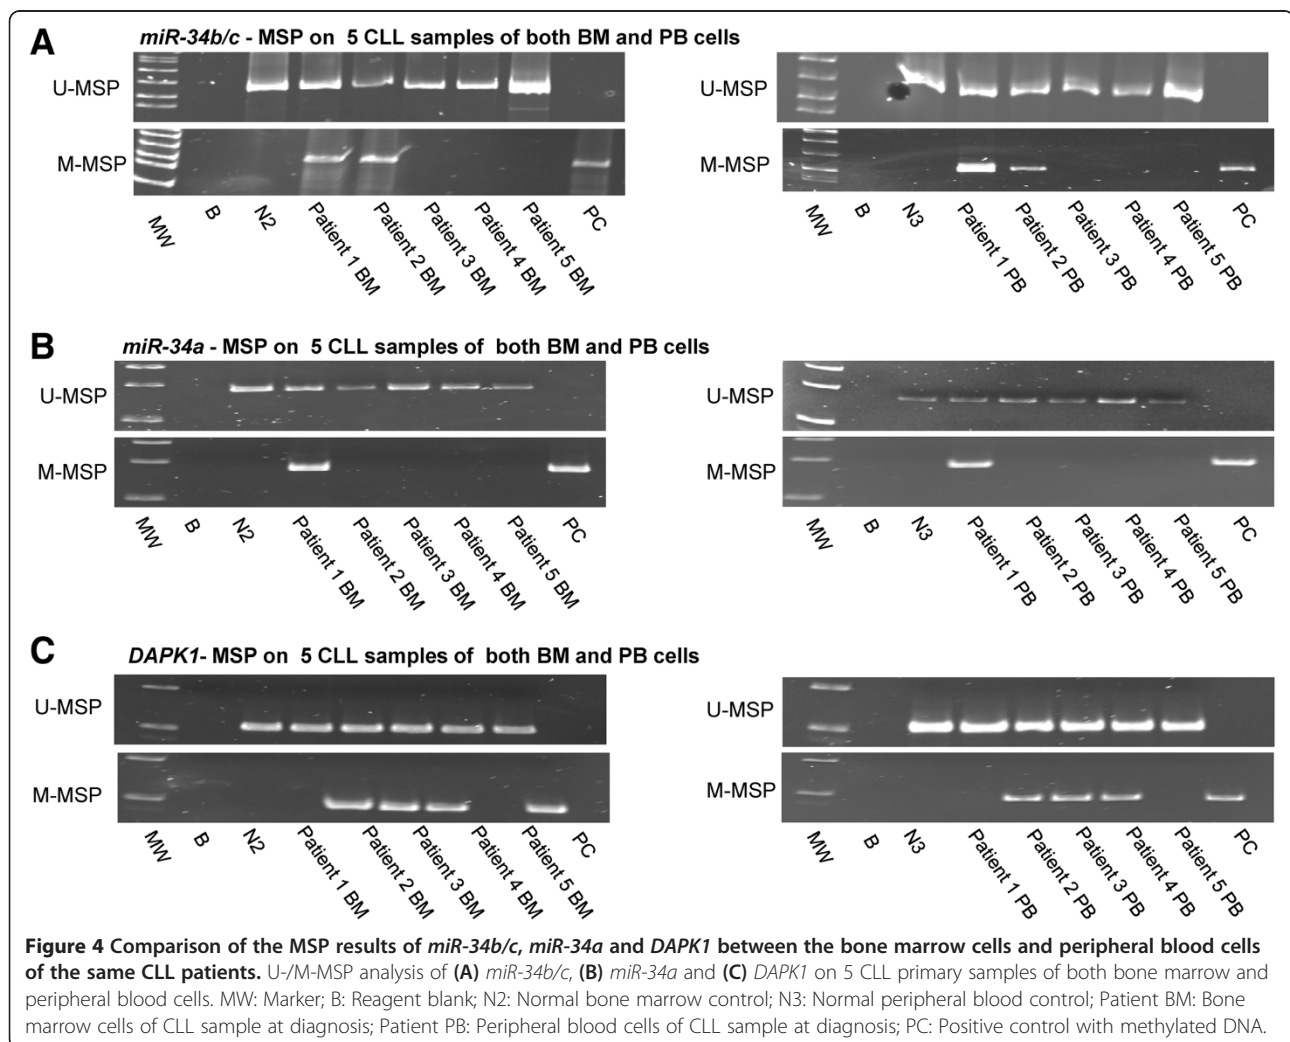 A
miR-34b/c - MSP on 5 CLL samples of both BM and PB cells
U-MSP
M-MSP
MW
B
N2
Patient 1 BM
Patient 2 BM
Patient 3 BM
Patient 4 BM
Patient 5 BM
PC
U-MSP
M-MSP
MW
B
N3
Patient 1 PB
Patient 2 PB
Patient 3 PB
Patient 4 PB
Patient 5 PB
PC
B
miR-34a - MSP on 5 CLL samples of both BM and PB cells
U-MSP
M-MSP
MW
B
N2
Patient 1 BM
Patient 2 BM
Patient 3 BM
Patient 4 BM
Patient 5 BM
PC
U-MSP
M-MSP
MW
B
N3
Patient 1 PB
Patient 2 PB
Patient 3 PB
Patient 4 PB
Patient 5 PB
PC
C
DAPK1- MSP on 5 CLL samples of both BM and PB cells
U-MSP
M-MSP
MW
B
N2
Patient 1 BM
Patient 2 BM
Patient 3 BM
Patient 4 BM
Patient 5 BM
PC
U-MSP
M-MSP
MW
B
N3
Patient 1 PB
Patient 2 PB
Patient 3 PB
Patient 4 PB
Patient 5 PB
PC
Figure 4 Comparison of the MSP results of miR-34b/c, miR-34a and DAPK1 between the bone marrow cells and peripheral blood cells
of the same CLL patients. U-/M-MSP analysis of (A) miR-34b/c, (B) miR-34a and (C) DAPK1 on 5 CLL primary samples of both bone marrow and
peripheral blood cells. MW: Marker; B: Reagent blank; N2: Normal bone marrow control; N3: Normal peripheral blood control; Patient BM: Bone
marrow cells of CLL sample at diagnosis; Patient PB: Peripheral blood cells of CLL sample at diagnosis; PC: Positive control with methylated DNA.